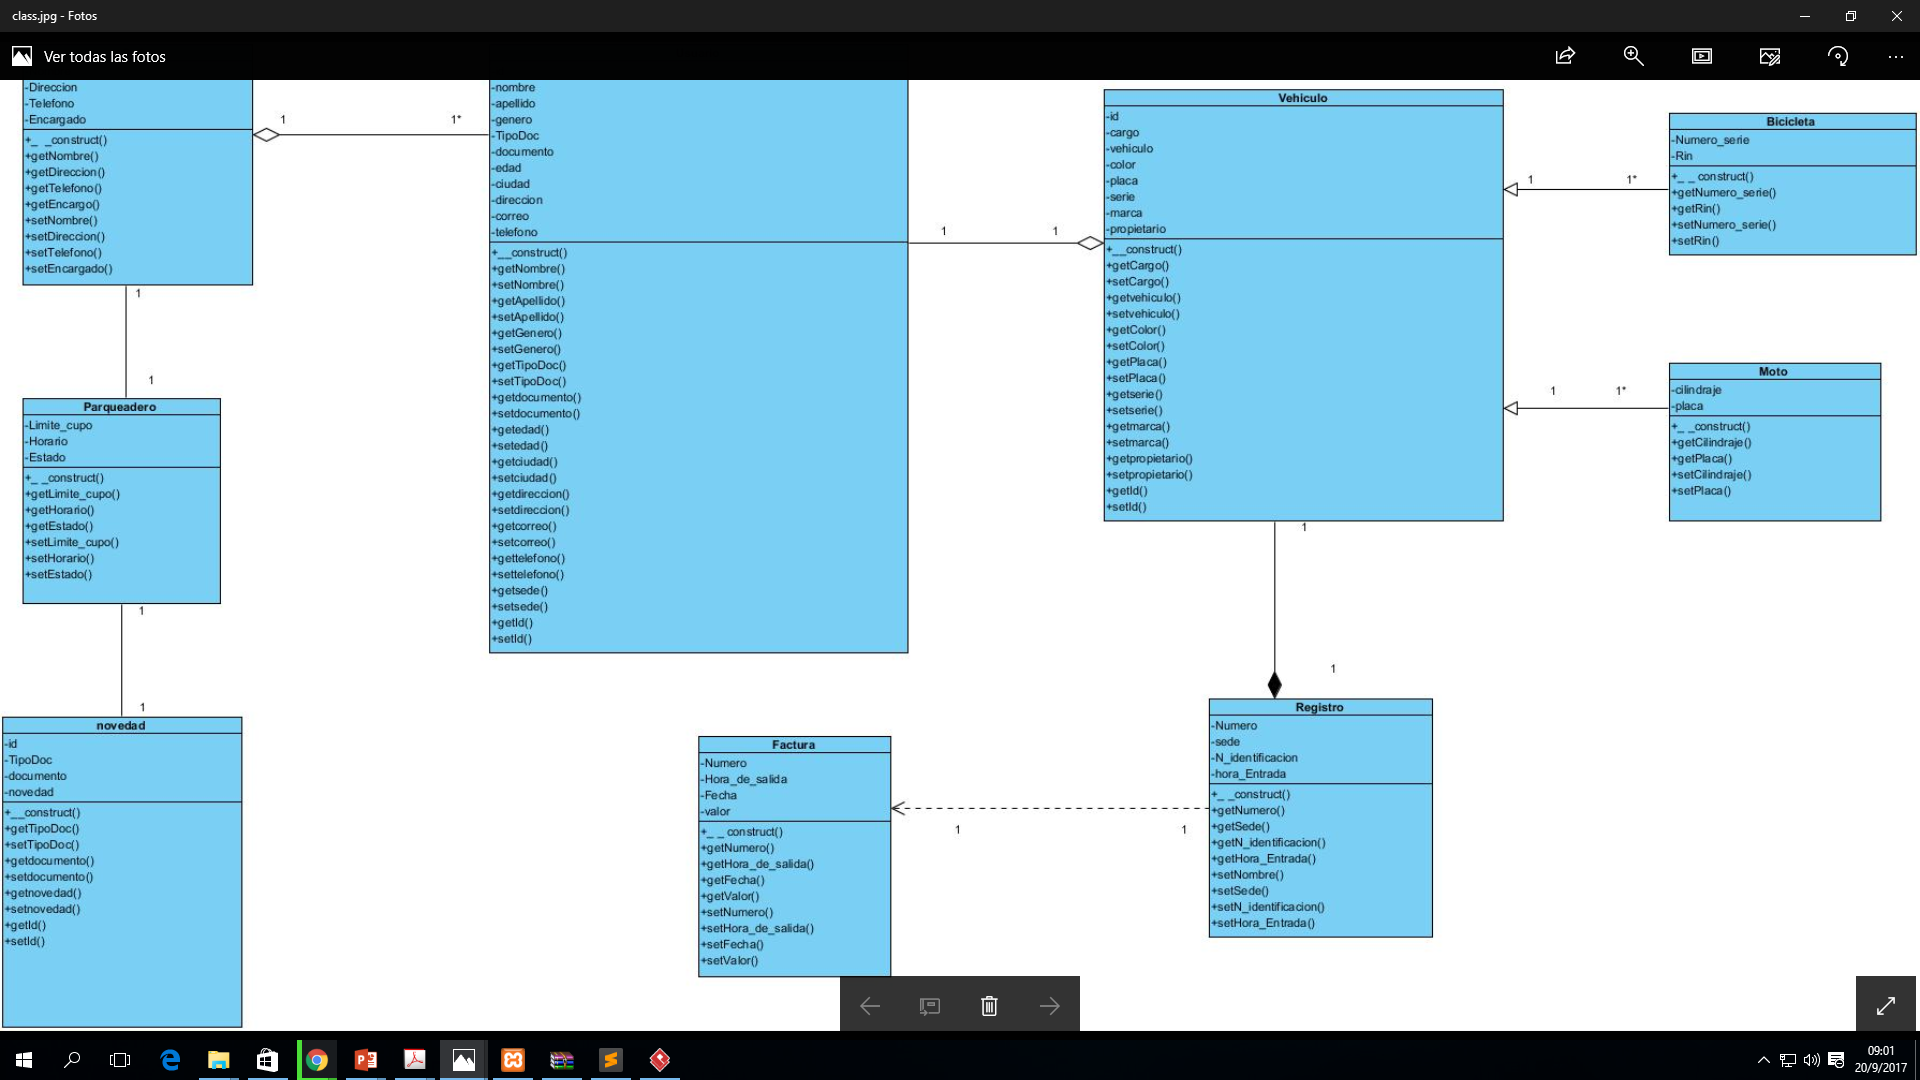 class.jpg - Fotos
Ver todas las fotos
-Direccion
-Telefono
-Encargado
+_ _construct()
+getNombre()
+getDireccion()
+getTelefono()
+getEncargo()
+setNombre()
+setDireccion()
+setTelefono()
+setEncargado()
1
1*
1
1
Parqueadero
-Limite_cupo
-Horario
-Estado
+_ _construct()
+getLimite_cupo()
+getHorario()
+getEstado()
+setLimite_cupo()
+setHorario()
+setEstado()
1
1
novedad
-id
-TipoDoc
-documento
-novedad
+__construct()
+getTipoDoc()
+setTipoDoc()
+getdocumento()
+setdocumento()
+getnovedad()
+setnovedad()
+getId()
+setId()
-nombre
-apellido
-genero
-TipoDoc
-documento
-edad
-ciudad
-direccion
-correo
-telefono
+__construct()
+getNombre()
+setNombre()
+getApellido()
+setApellido()
+getGenero()
+setGenero()
+getTipoDoc()
+setTipoDoc()
+getdocumento()
+setdocumento()
+getedad()
+setedad()
+getciudad()
+setciudad()
+getdireccion()
+setdireccion()
+getcorreo()
+setcorreo()
+gettelefono()
+settelefono()
+getsede()
+setsede()
+getId()
+setId()
1
1
Vehiculo
-id
-cargo
-vehiculo
-color
-placa
-serie
-marca
-propietario
+__construct()
+getCargo()
+setCargo()
+getvehiculo()
+setvehiculo()
+getColor()
+setColor()
+getPlaca()
+setPlaca()
+getserie()
+setserie()
+getmarca()
+setmarca()
+getpropietario()
+setpropietario()
+getId()
+setId()
1
1*
Bicicleta
-Numero_serie
-Rin
+_ _ construct()
+getNumero_serie()
+getRin()
+setNumero_serie()
+setRin()
1
1*
Moto
-cilindraje
-placa
+_ _construct()
+getCilindraje()
+getPlaca()
+setCilindraje()
+setPlaca()
1
1
Registro
-Numero
-sede
-N_identificacion
-hora_Entrada
+_ _construct()
+getNumero()
+getSede()
+getN_identificacion()
+getHora_Entrada()
+setNombre()
+setSede()
+setN_identificacion()
+setHora_Entrada()
1
1
Factura
-Numero
-Hora_de_salida
-Fecha
-valor
+_ _ construct()
+getNumero()
+getHora_de_salida()
+getFecha()
+getValor()
+setNumero()
+setHora_de_salida()
+setFecha()
+setValor()
09:01
20/9/2017